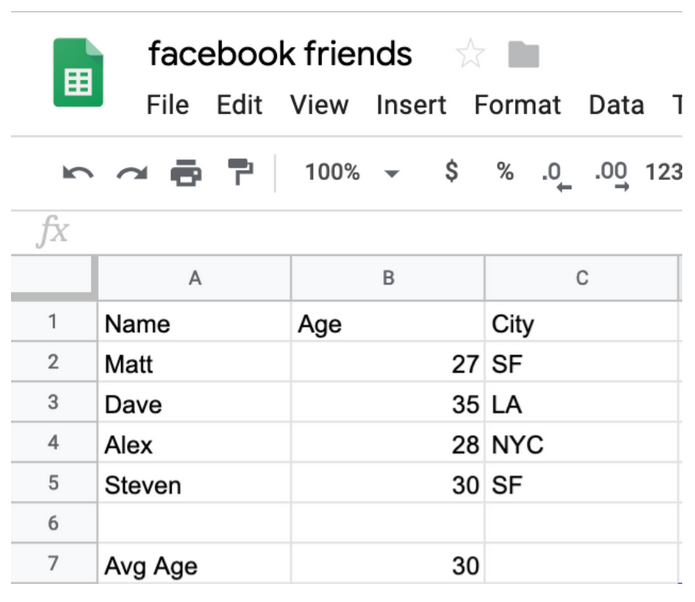 facebook friends
File Edit View Insert Format Data T
100% $ % .0 .00 123
fx
A B C
1 Name Age City
2 Matt 27 SF
3 Dave 35 LA
4 Alex 28 NYC
5 Steven 30 SF
6
7 Avg Age 30